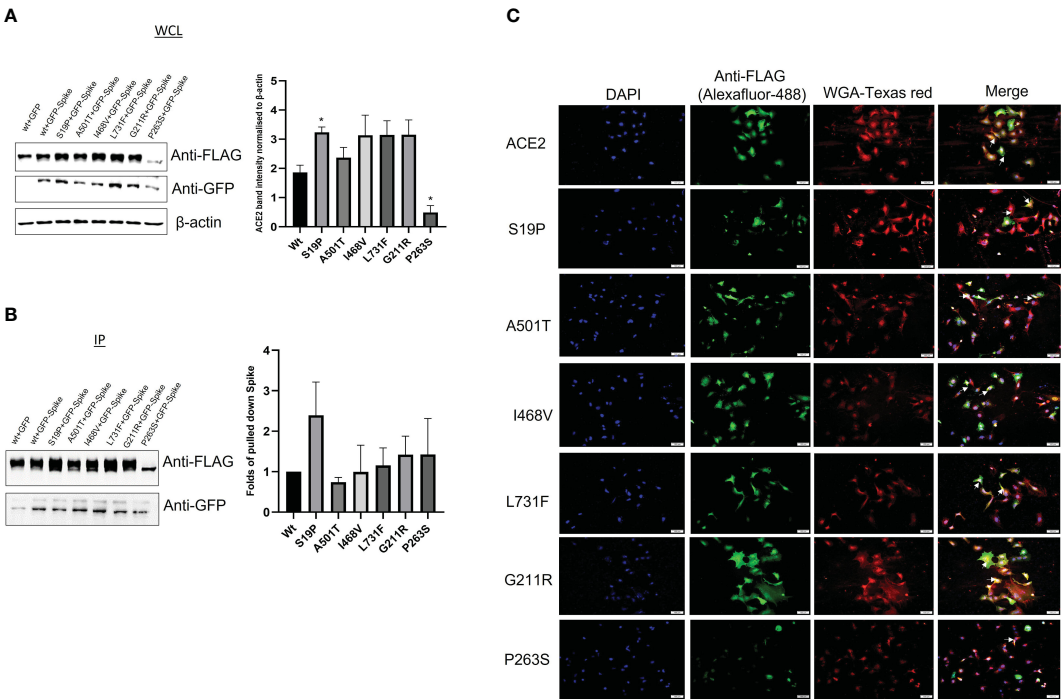 A
WCL
wt+GFP
wt+GFP-Spike
S19P+GFP-Spike
A501T+GFP-Spike
I468V+GFP-Spike
L731F+GFP-Spike
G211R+GFP-Spike
P263S+GFP-Spike
Anti-FLAG
Anti-GFP
β-actin
ACE2 band intensity normalised to β-actin
5
4
3
2
1
0
*
*
Wt
S19P
A501T
I468V
L731F
G211R
P263S
B
IP
wt+GFP
wt+GFP-Spike
S19P+GFP-Spike
A501T+GFP-Spike
I468V+GFP-Spike
L731F+GFP-Spike
G211R+GFP-Spike
P263S+GFP-Spike
Anti-FLAG
Anti-GFP
Folds of pulled down Spike
4
3
2
1
0
Wt
S19P
A501T
I468V
L731F
G211R
P263S
C
DAPI
Anti-FLAG
(Alexafluor-488)
WGA-Texas red
Merge
ACE2
S19P
A501T
I468V
L731F
G211R
P263S